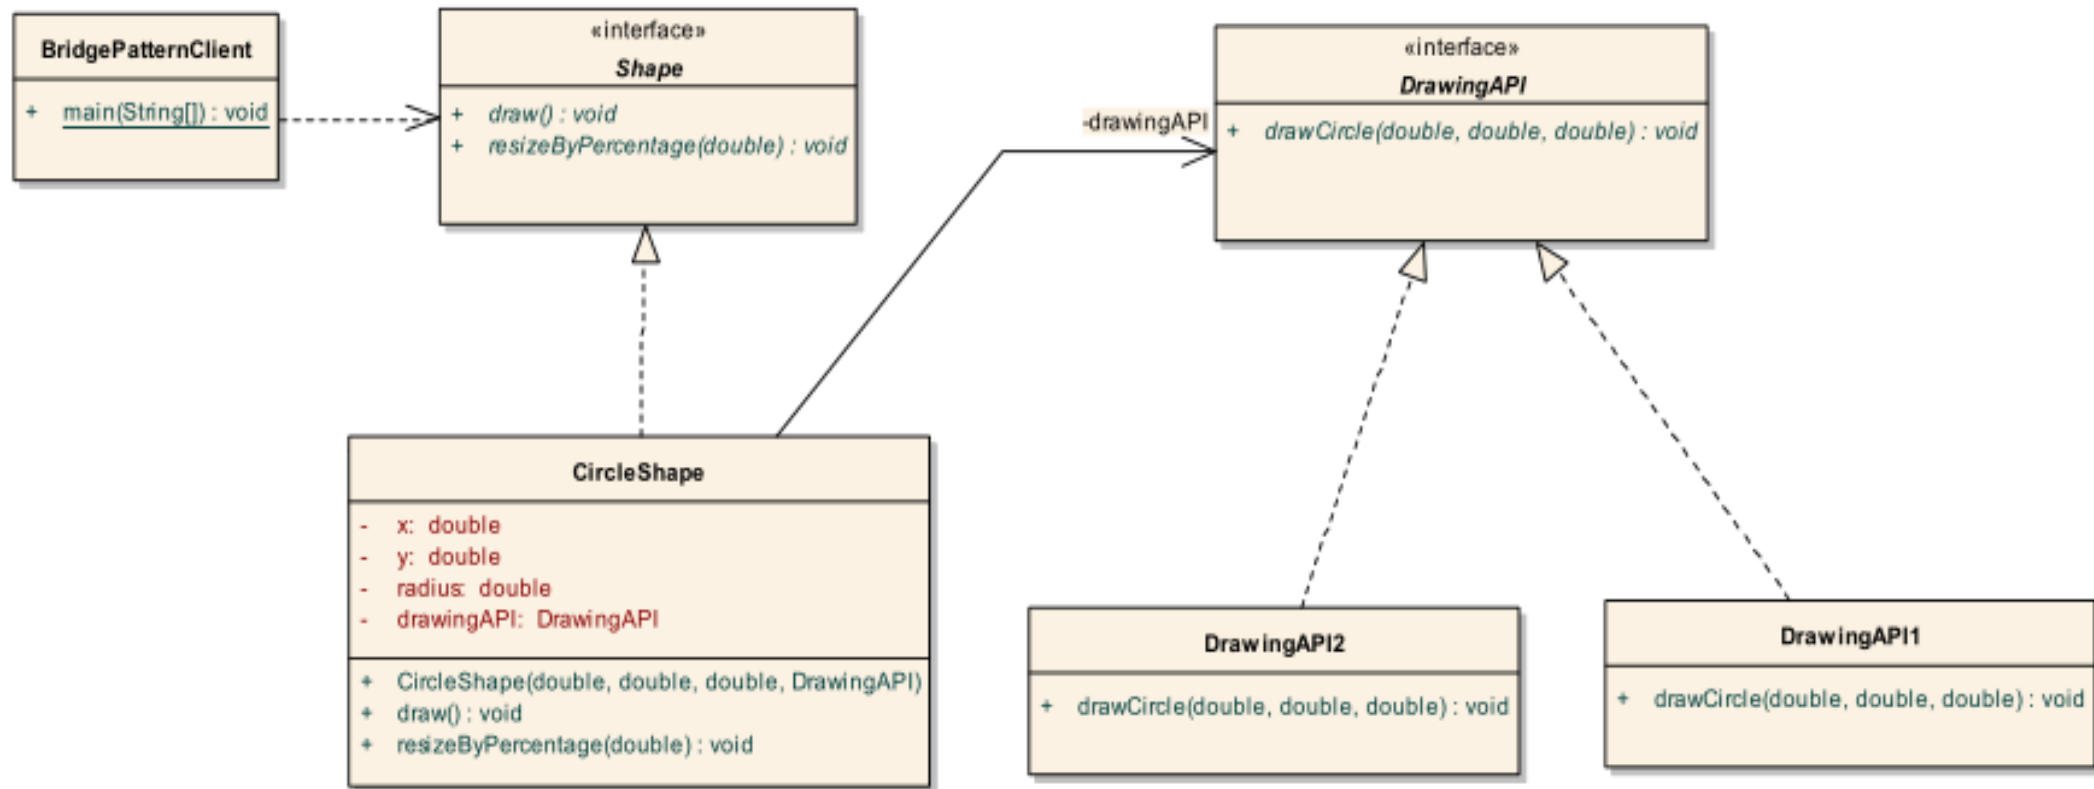 BridgePatternClient
+ main(String[]) : void
«interface»
Shape
+ draw() : void
+ resizeByPercentage(double) : void
«interface»
DrawingAPI
+ drawCircle(double, double, double) : void
-drawingAPI
CircleShape
- x: double
- y: double
- radius: double
- drawingAPI: DrawingAPI
+ CircleShape(double, double, double, DrawingAPI)
+ draw() : void
+ resizeByPercentage(double) : void
DrawingAPI2
+ drawCircle(double, double, double) : void
DrawingAPI1
+ drawCircle(double, double, double) : void